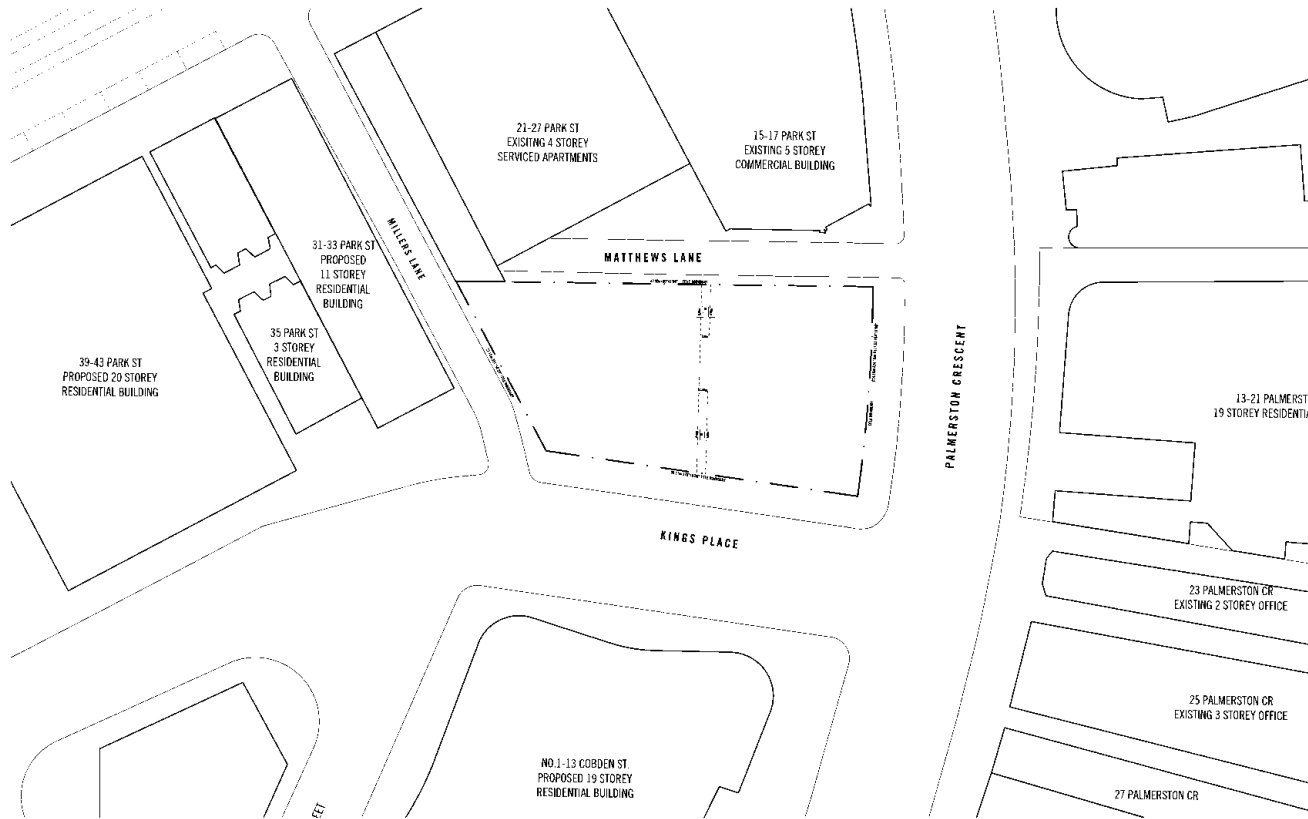 21-27 PARK ST
EXISITNG 4 STOREY
SERVICED APARTMENTS
15-17 PARK ST
EXISTING 5 STOREY
COMMERCIAL BUILDING
MILLERS LANE
31-33 PARK ST
PROPOSED
11 STOREY
RESIDENTIAL
BUILDING
MATTHEWS LANE
35 PARK ST
3 STOREY
RESIDENTIAL
BUILDING
39-43 PARK ST
PROPOSED 20 STOREY
RESIDENTIAL BUILDING
PALMERSTON CRESCENT
13-21 PALMERST
19 STOREY RESIDENTIA
KINGS PLACE
23 PALMERSTON CR
EXISTING 2 STOREY OFFICE
25 PALMERSTON CR
EXISTING 3 STOREY OFFICE
NO.1-13 COBDEN ST.
PROPOSED 19 STOREY
RESIDENTIAL BUILDING
27 PALMERSTON CR
EET